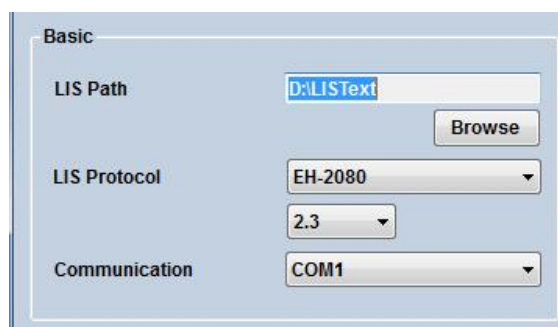 Basic
LIS Path D:\LISText
Browse
LIS Protocol EH-2080
2.3
Communication COM1